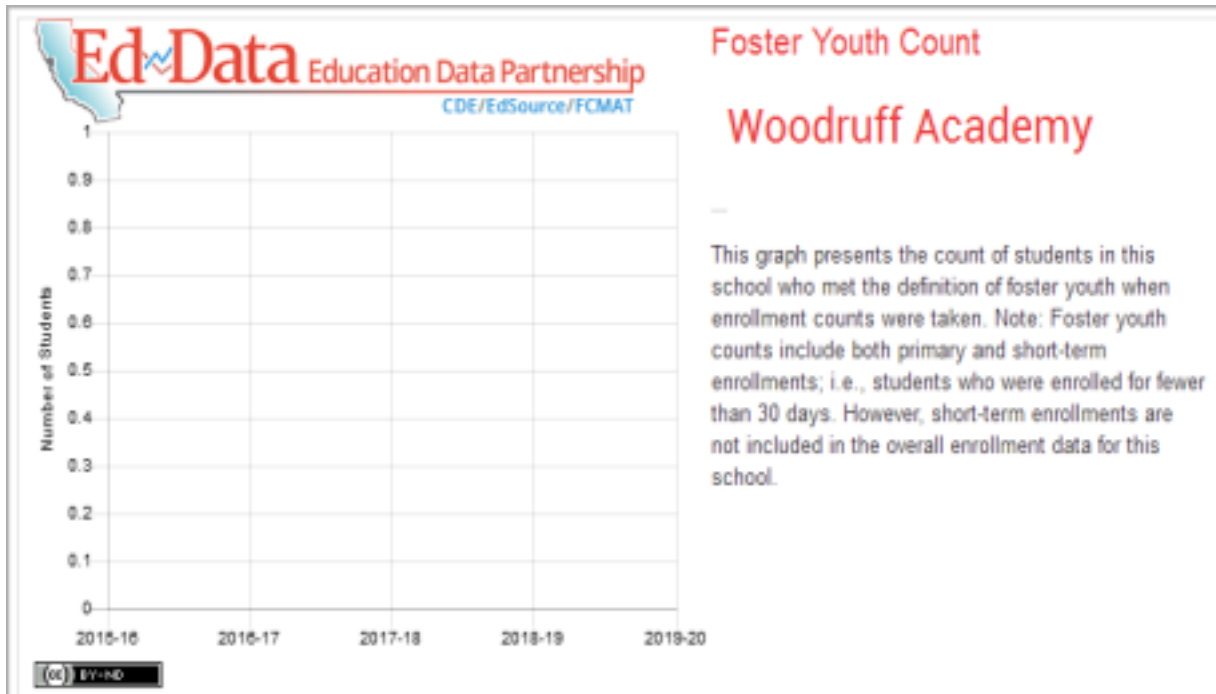 Ed Data Education Data Partnership
CDE/EdSource/FCMAT
Foster Youth Count
Woodruff Academy
This graph presents the count of students in this
school who met the definition of foster youth when
enrollment counts were taken. Note: Foster youth
counts include both primary and short-term
enrollments; i.e., students who were enrolled for fewer
than 30 days. However, short-term enrollments are
not included in the overall enrollment data for this
school.
Number of Students
1
0.9
0.8
0.7
0.6
0.5
0.4
0.3
0.2
0.1
0
2015-16 2016-17 2017-18 2018-19 2019-20
cc BY-ND